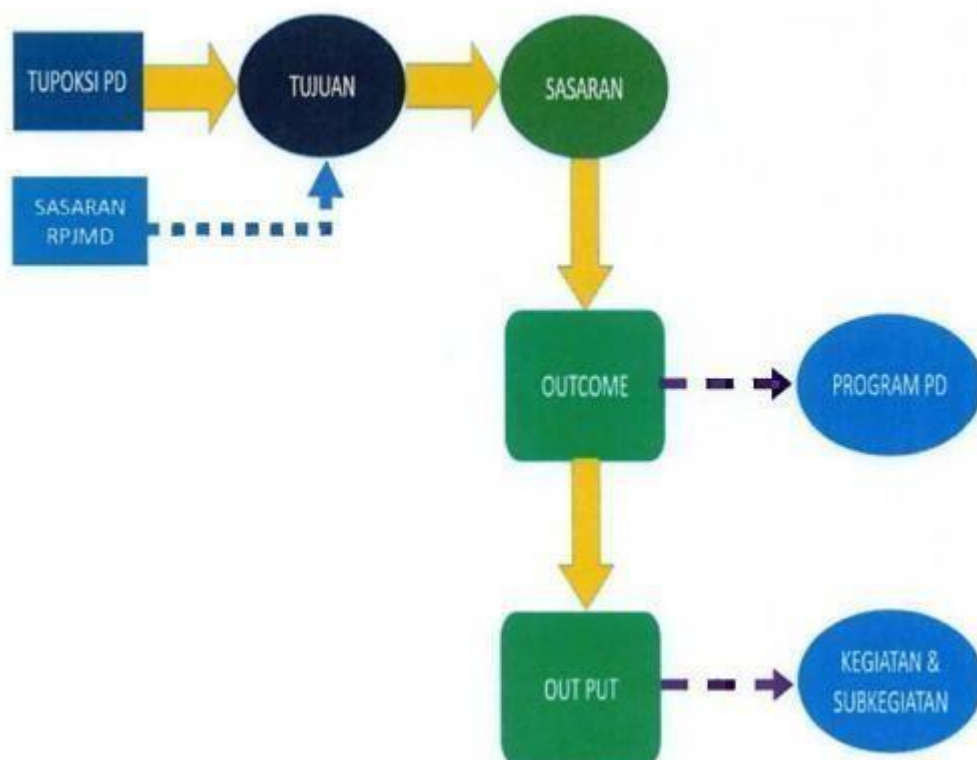 TUPOKSI PD
TUJUAN
SASARAN
SASARAN
RPJMD
OUTCOME
PROGRAM PD
OUT PUT
KEGIATAN &
SUBKEGIATAN